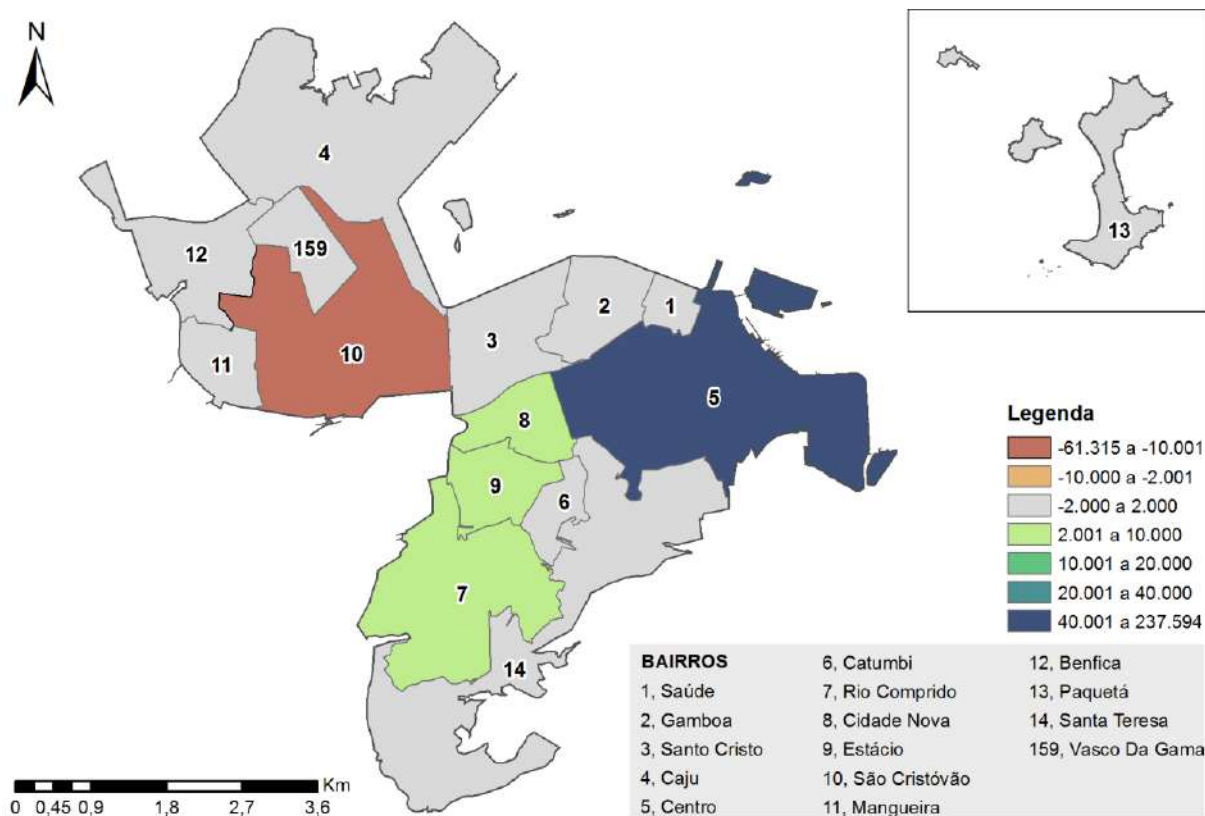 N
4
12
159
13
2
1
3
11
10
5
8
9
6
7
14
Legenda
-61.315 a -10.001
-10.000 a -2.001
-2.000 a 2.000
2.001 a 10.000
10.001 a 20.000
20.001 a 40.000
40.001 a 237.594
BAIRROS
1, Saúde
2, Gamboa
3, Santo Cristo
4, Caju
5, Centro
6, Catumbi
7, Rio Comprido
8, Cidade Nova
9, Estácio
10, São Cristóvão
11, Mangueira
12, Benfica
13, Paquetá
14, Santa Teresa
159, Vasco Da Gama
Km
0 0,45 0,9 1,8 2,7 3,6